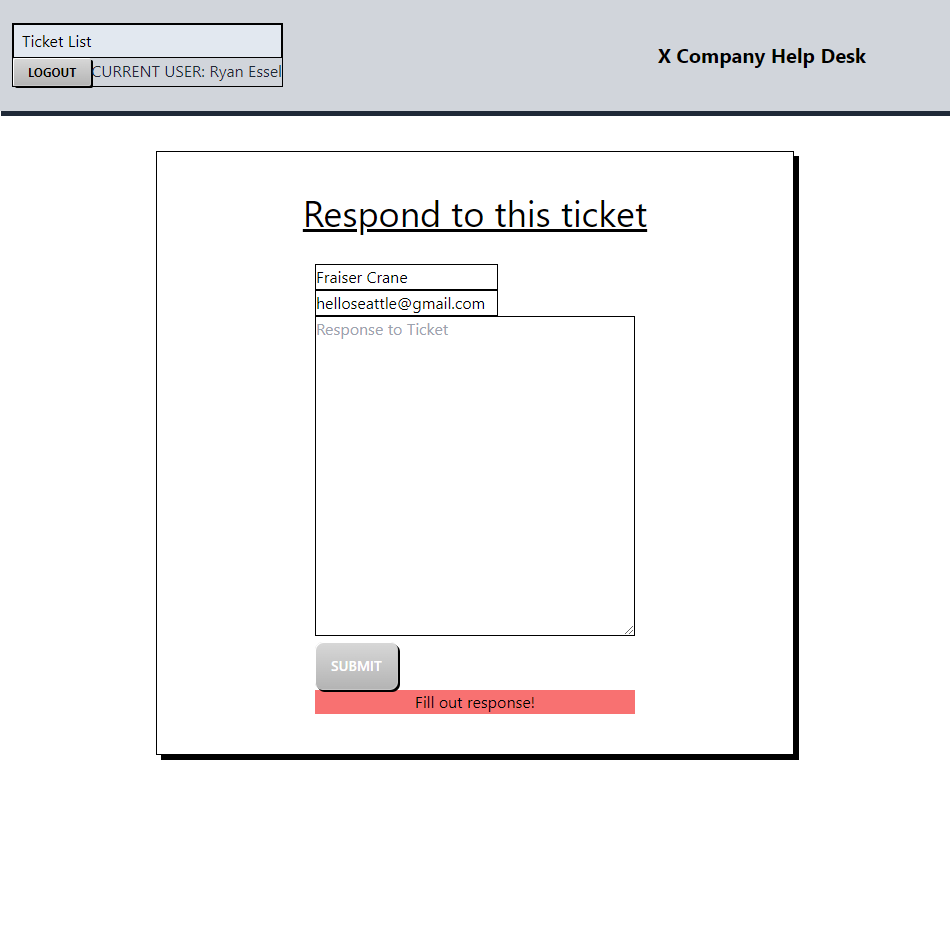 Ticket List
LOGOUT CURRENT USER: Ryan Essel
X Company Help Desk
Respond to this ticket
Fraiser Crane
helloseattle@gmail.com
Response to Ticket
SUBMIT
Fill out response!